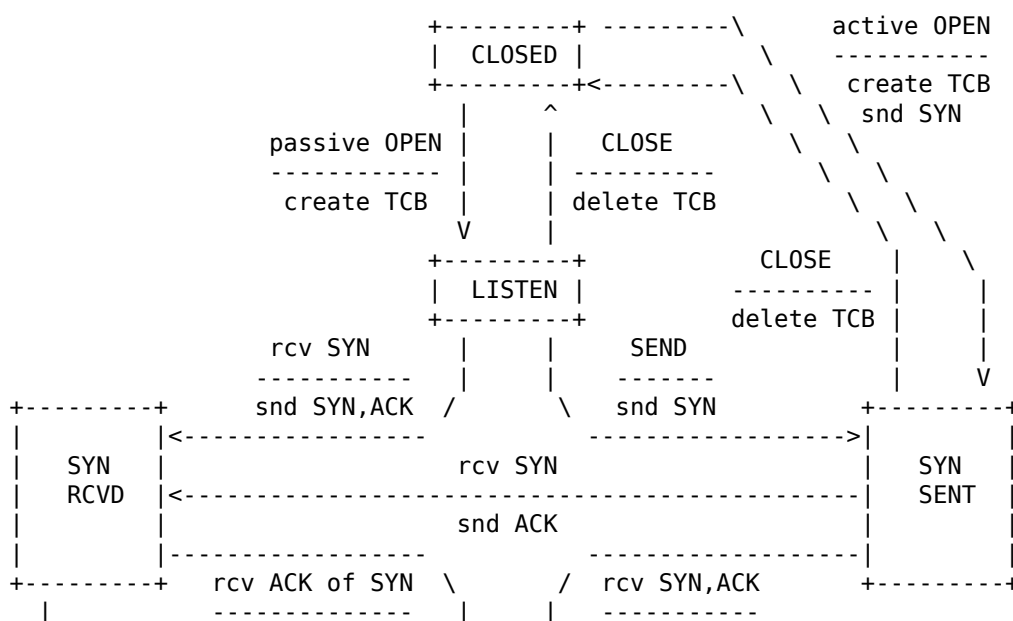 +---------+ ---------\      active OPEN
|  CLOSED |            \    -----------
+---------+<---------\   \   create TCB
  |     ^              \   \  snd SYN
passive OPEN |     |   CLOSE        \   \
------------ |     | ----------       \   \
create TCB  |     | delete TCB         \   \
V     |                      \   \
+---------+            CLOSE    |    \
|  LISTEN |          ---------- |     |
+---------+          delete TCB |     |
rcv SYN      |     |     SEND              |     |
-----------   |     |    -------            |     V
+---------+      snd SYN,ACK  /       \   snd SYN          +---------+
|         |<-----------------           ------------------>|         |
|   SYN   |                    rcv SYN                     |   SYN   |
|   RCVD  |<-----------------------------------------------|   SENT  |
|         |                    snd ACK                     |         |
|         |------------------           -------------------|         |
+---------+   rcv ACK of SYN  \       /  rcv SYN,ACK       +---------+
|           --------------   |     |   -----------